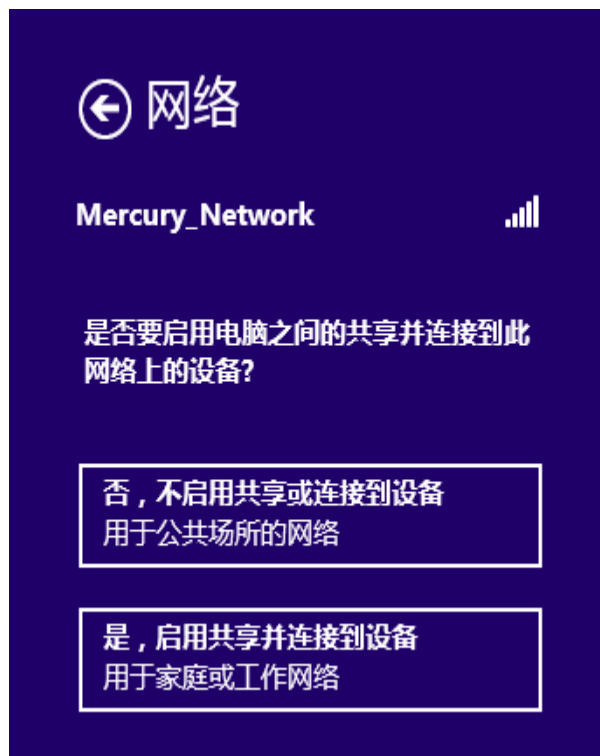 网络
Mercury_Network
是否要启用电脑之间的共享并连接到此
网络上的设备?
否，不启用共享或连接到设备
用于公共场所的网络
是，启用共享并连接到设备
用于家庭或工作网络